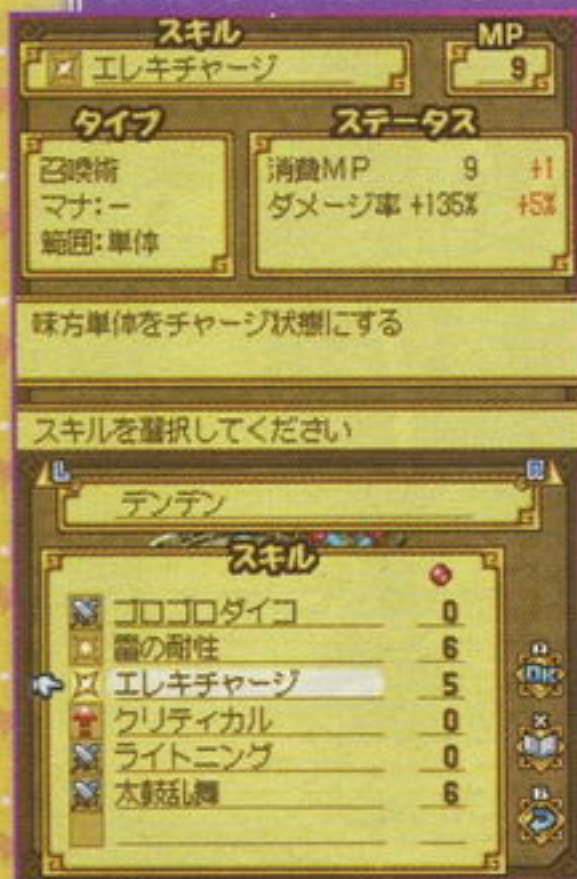 スキル
MP
エレキチャージ
9
タイプ
召喚術
マナ:ー
範囲:単体
ステータス
消費MP 9 +1
ダメージ率 +135% +5%
味方単体をチャージ状態にする
スキルを選択してください
L
R
デンデン
スキル
ゴロゴロダイコ 0
雷の耐性 6
エレキチャージ 5
クリティカル 0
ライトニング 0
太鼓乱舞 6
A
OK
X
B